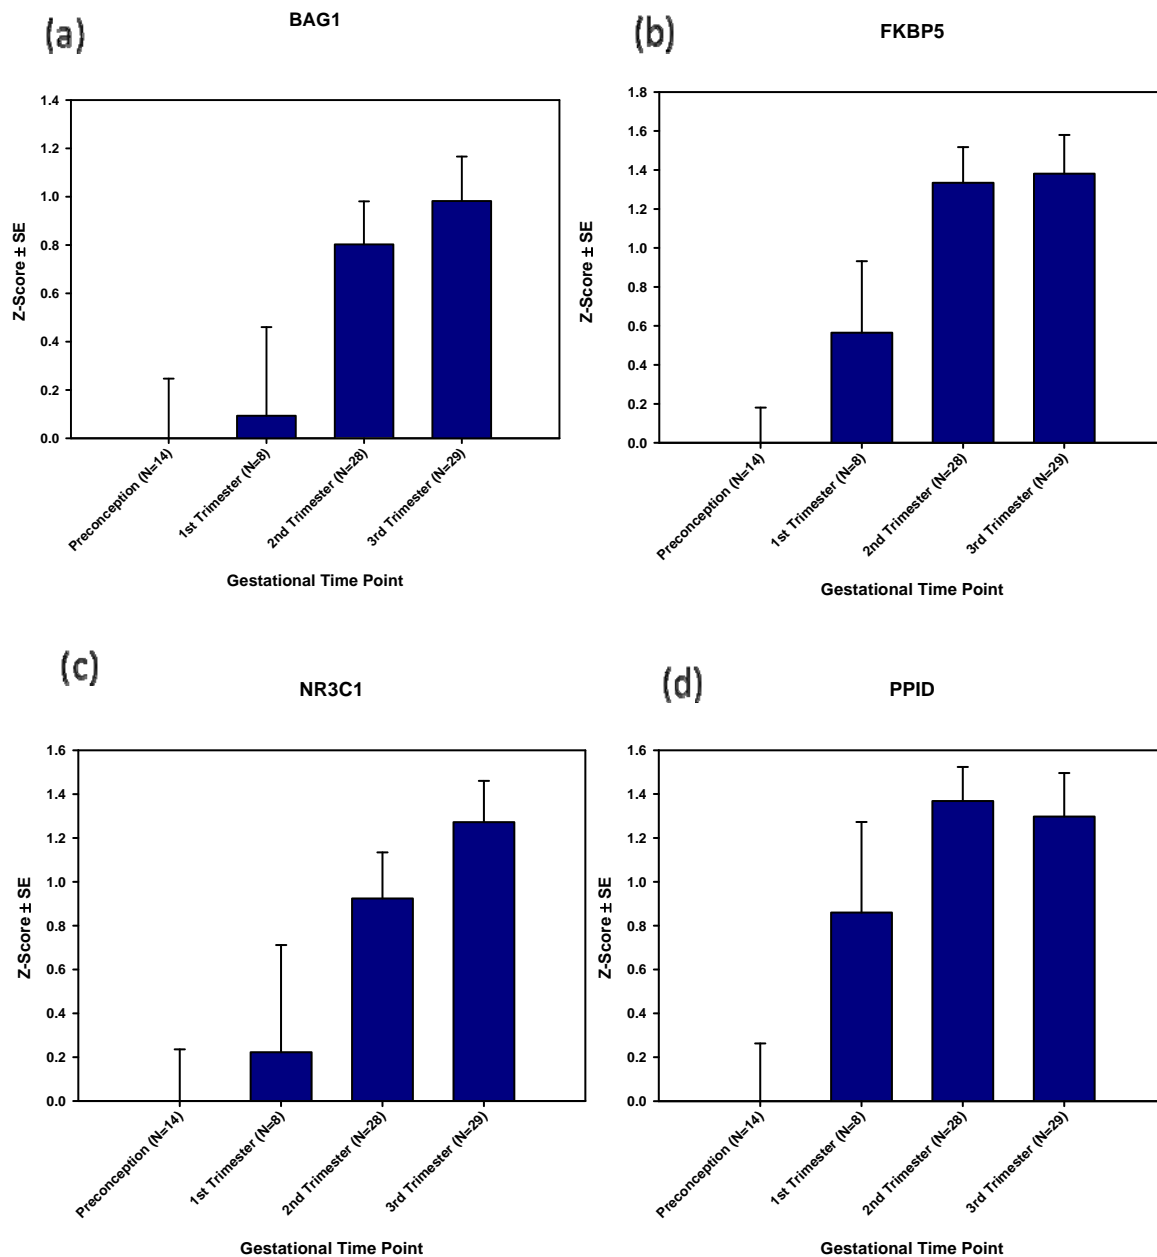 (a)
BAG1
Z-Score ± SE
1.4
1.2
1.0
0.8
0.6
0.4
0.2
0.0
Preconception (N=14)
1st Trimester (N=8)
2nd Trimester (N=28)
3rd Trimester (N=29)
Gestational Time Point
(b)
FKBP5
Z-Score ± SE
1.8
1.6
1.4
1.2
1.0
0.8
0.6
0.4
0.2
0.0
Preconception (N=14)
1st Trimester (N=8)
2nd Trimester (N=28)
3rd Trimester (N=29)
Gestational Time Point
(c)
NR3C1
Z-Score ± SE
1.6
1.4
1.2
1.0
0.8
0.6
0.4
0.2
0.0
Preconception (N=14)
1st Trimester (N=8)
2nd Trimester (N=28)
3rd Trimester (N=29)
Gestational Time Point
(d)
PPID
Z-Score ± SE
1.6
1.4
1.2
1.0
0.8
0.6
0.4
0.2
0.0
Preconception (N=14)
1st Trimester (N=8)
2nd Trimester (N=28)
3rd Trimester (N=29)
Gestational Time Point